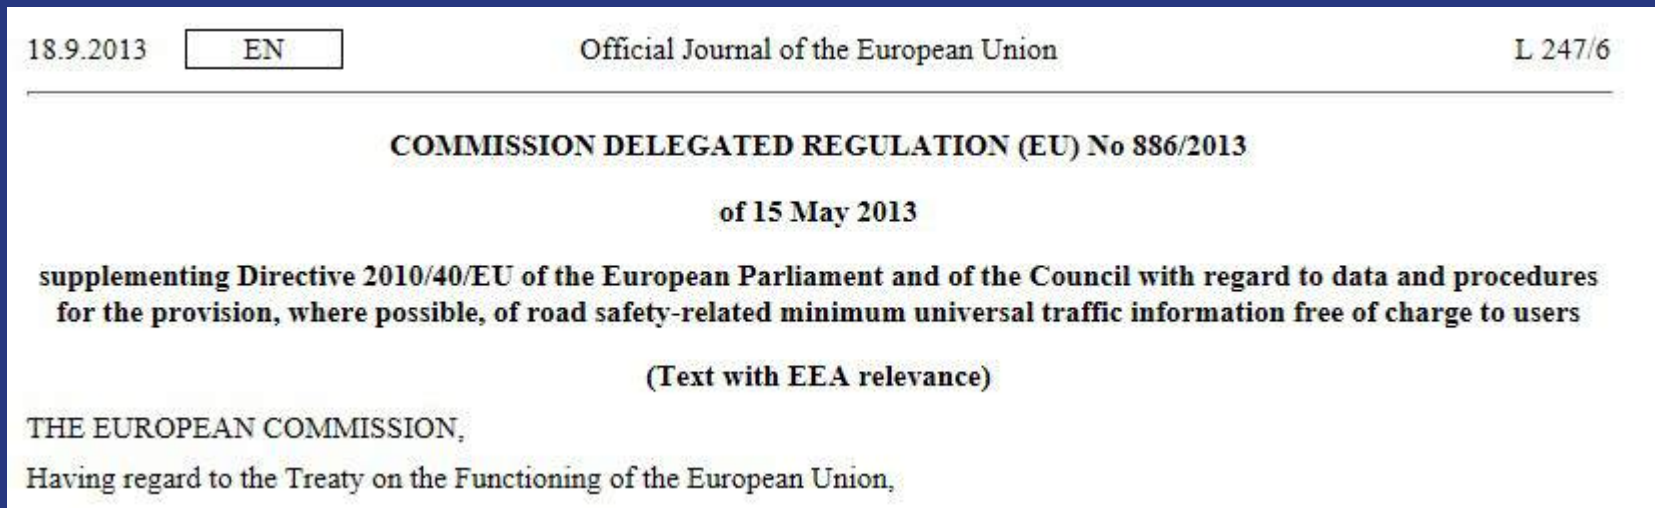 18.9.2013 EN Official Journal of the European Union L 247/6
COMMISSION DELEGATED REGULATION (EU) No 886/2013
of 15 May 2013
supplementing Directive 2010/40/EU of the European Parliament and of the Council with regard to data and procedures
for the provision, where possible, of road safety-related minimum universal traffic information free of charge to users
(Text with EEA relevance)
THE EUROPEAN COMMISSION,
Having regard to the Treaty on the Functioning of the European Union,